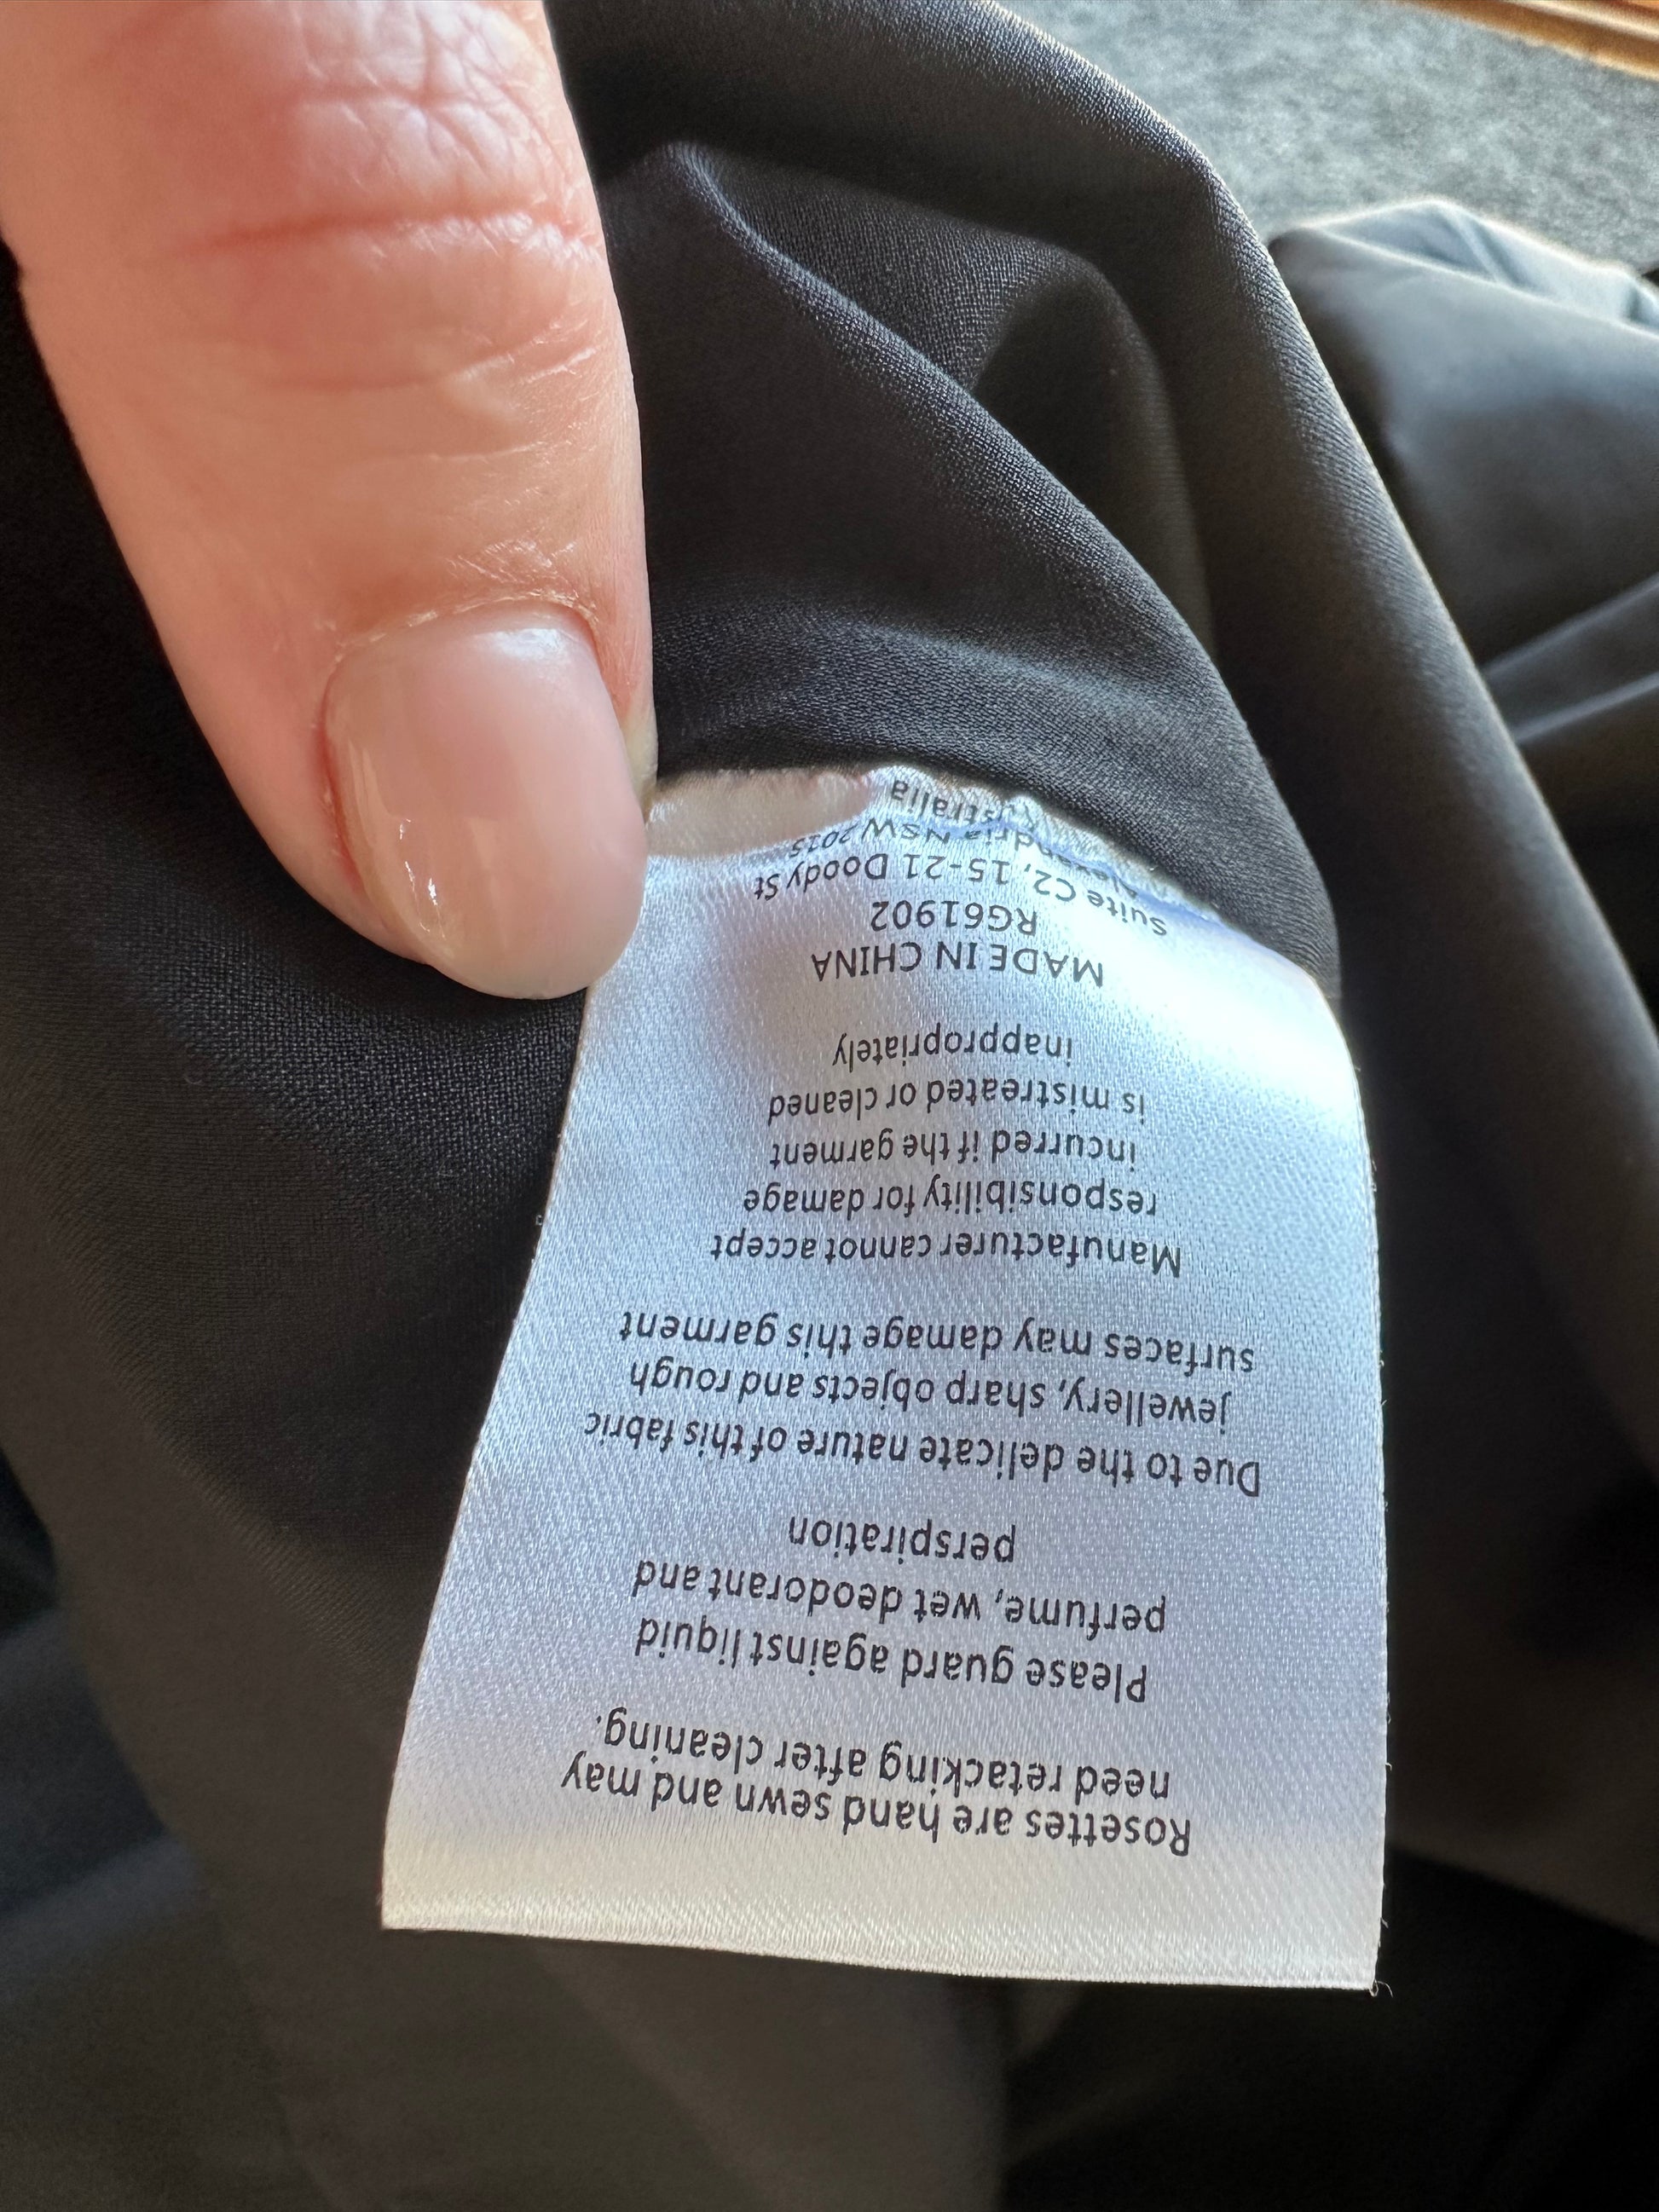 Rosettes are hand sewn and may
need retacking after cleaning.
Please guard against liquid
perfume, wet deodorant and
perspiration
Due to the delicate nature of this fabric
jewellery, sharp objects and rough
surfaces may damage this garment
Manufacturer cannot accept
responsibility for damage
incurred if the garment
is mistreated or cleaned
inappropriately
MADE IN CHINA
RG61902
Suite C2, 15-21 Doody St
NSW 2015
Australia